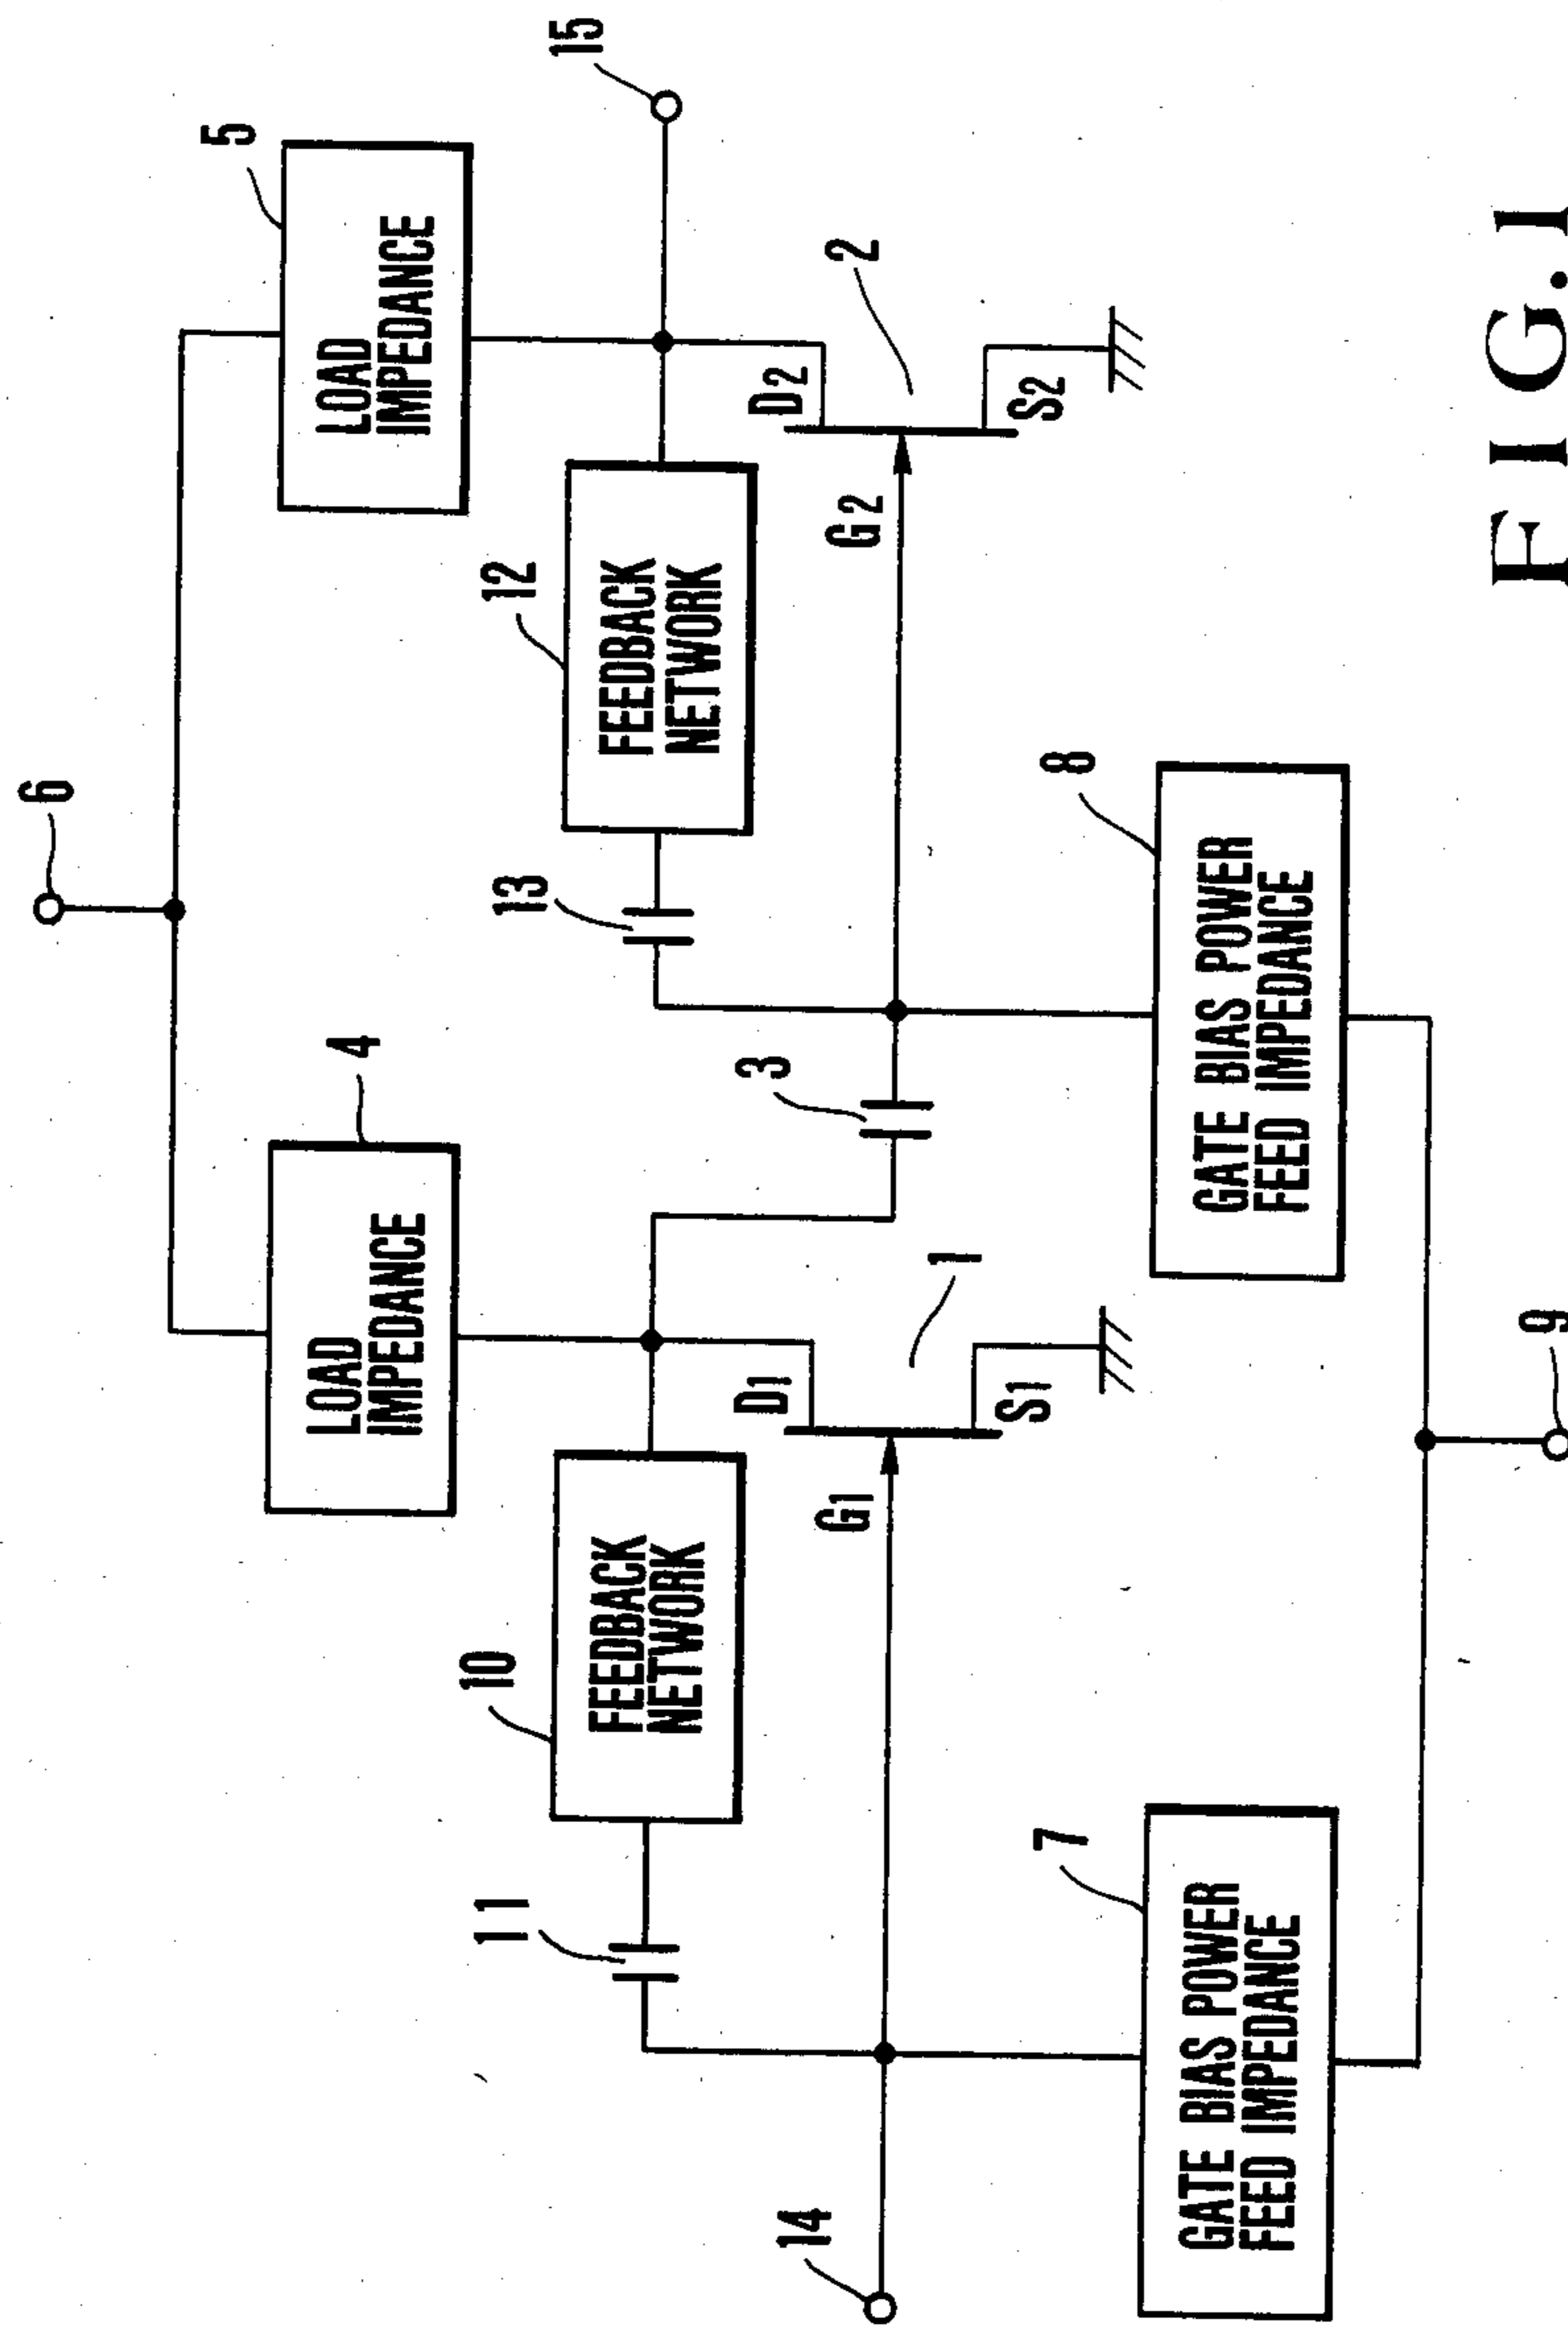 6
4
5
LOAD
IMPEDANCE
LOAD
IMPEDANCE
11
10
13
12
15
FEEDBACK
NETWORK
FEEDBACK
NETWORK
D1
3
D2
14
G1
1
G2
2
S1
S2
7
8
GATE BIAS POWER
FEED IMPEDANCE
GATE BIAS POWER
FEED IMPEDANCE
9
FIG.1